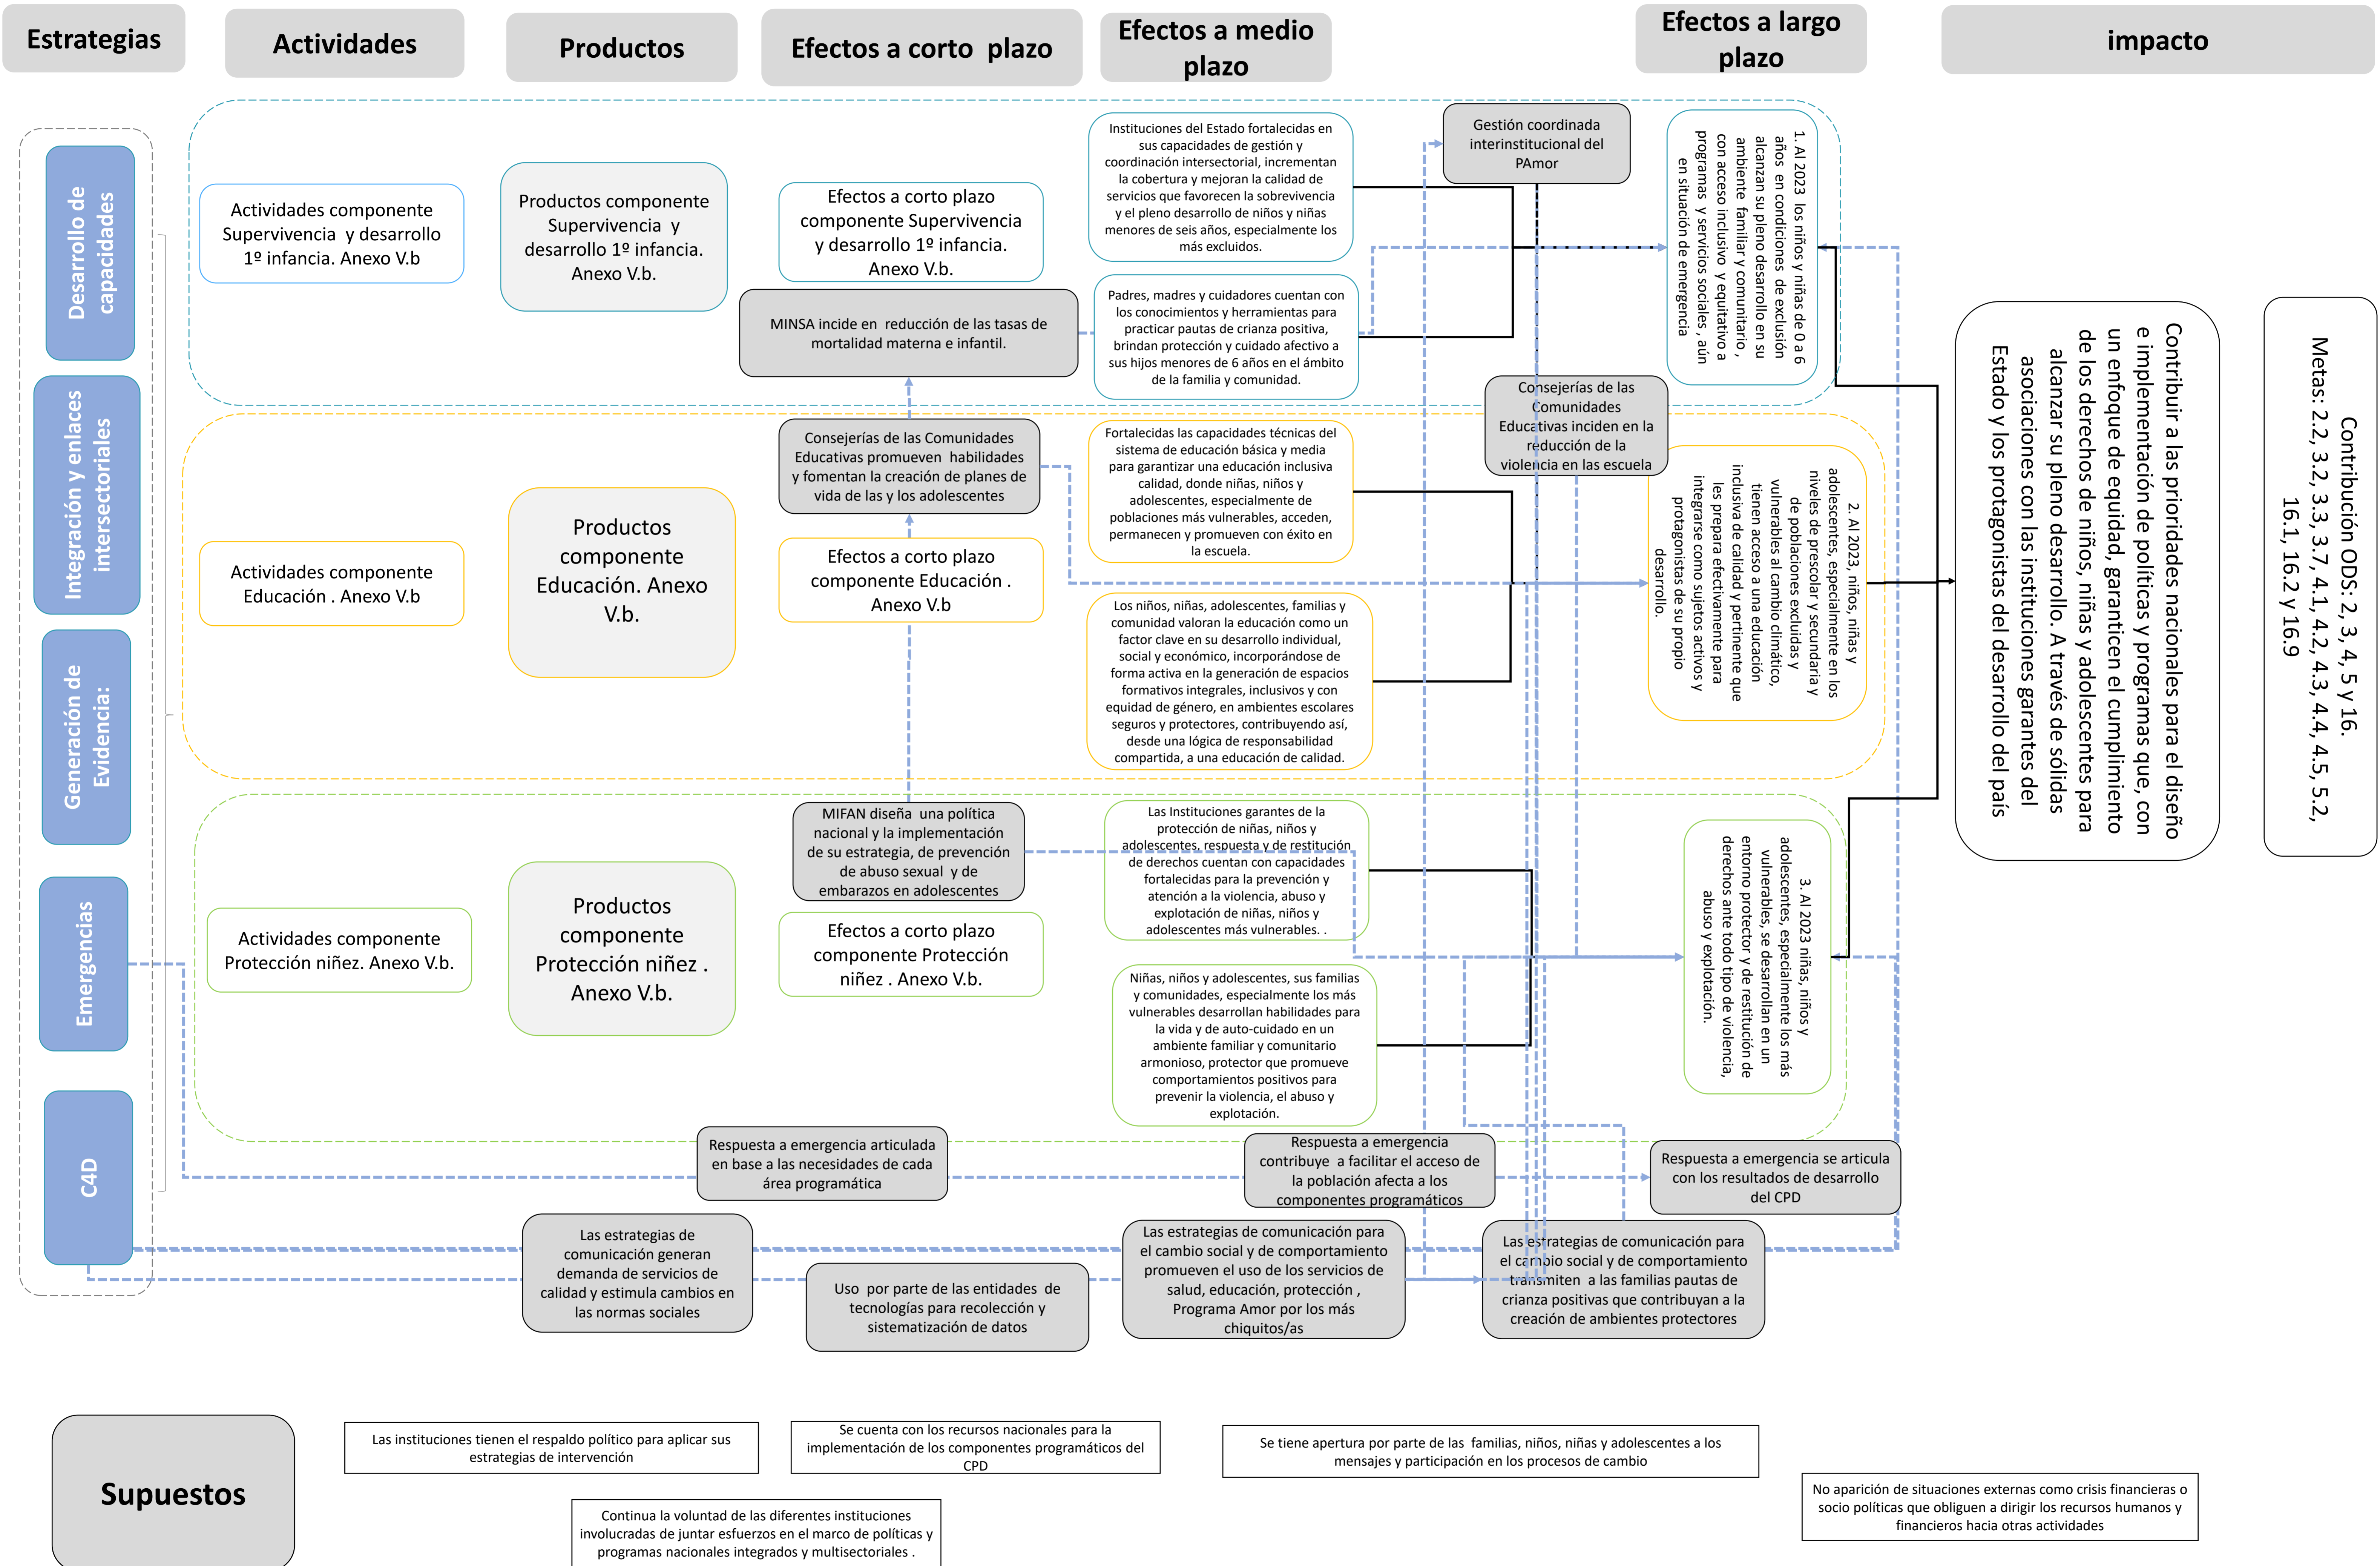 Estrategias
Actividades
Productos
Efectos a corto plazo
Efectos a medio
plazo
Efectos a largo
plazo
impacto
Desarrollo de
capacidades
Integración y enlaces
intersectoriales
Generación de
Evidencia:
Emergencias
C4D
Actividades componente
Supervivencia y desarrollo
1º infancia. Anexo V.b
Productos componente
Supervivencia y
desarrollo 1º infancia.
Anexo V.b.
Efectos a corto plazo
componente Supervivencia
y desarrollo 1º infancia.
Anexo V.b.
MINSA incide en reducción de las tasas de
mortalidad materna e infantil.
Instituciones del Estado fortalecidas en
sus capacidades de gestión y
coordinación intersectorial, incrementan
la cobertura y mejoran la calidad de
servicios que favorecen la sobrevivencia
y el pleno desarrollo de niños y niñas
menores de seis años, especialmente los
más excluidos.
Padres, madres y cuidadores cuentan con
los conocimientos y herramientas para
practicar pautas de crianza positiva,
brindan protección y cuidado afectivo a
sus hijos menores de 6 años en el ámbito
de la familia y comunidad.
Gestión coordinada
interinstitucional del
PAmor
1. Al 2023 los niños y niñas de 0 a 6
años en condiciones de exclusión
alcanzan su pleno desarrollo en su
ambiente familiar y comunitario ,
con acceso inclusivo y equitativo a
programas y servicios sociales , aún
en situación de emergencia
Consejerías de las Comunidades
Educativas promueven habilidades
y fomentan la creación de planes de
vida de las y los adolescentes
Actividades componente
Educación . Anexo V.b
Productos
componente
Educación. Anexo
V.b.
Efectos a corto plazo
componente Educación .
Anexo V.b
Fortalecidas las capacidades técnicas del
sistema de educación básica y media
para garantizar una educación inclusiva
calidad, donde niñas, niños y
adolescentes, especialmente de
poblaciones más vulnerables, acceden,
permanecen y promueven con éxito en
la escuela.
Los niños, niñas, adolescentes, familias y
comunidad valoran la educación como un
factor clave en su desarrollo individual,
social y económico, incorporándose de
forma activa en la generación de espacios
formativos integrales, inclusivos y con
equidad de género, en ambientes escolares
seguros y protectores, contribuyendo así,
desde una lógica de responsabilidad
compartida, a una educación de calidad.
Consejerías de las
Comunidades
Educativas inciden en la
reducción de la
violencia en las escuela
2. Al 2023, niños, niñas y
adolescentes, especialmente en los
niveles de prescolar y secundaria y
de poblaciones excluidas y
vulnerables al cambio climático,
tienen acceso a una educación
inclusiva de calidad y pertinente que
les prepara efectivamente para
integrarse como sujetos activos y
protagonistas de su propio
desarrollo.
MIFAN diseña una política
nacional y la implementación
de su estrategia, de prevención
de abuso sexual y de
embarazos en adolescentes
Actividades componente
Protección niñez. Anexo V.b.
Productos
componente
Protección niñez .
Anexo V.b.
Efectos a corto plazo
componente Protección
niñez . Anexo V.b.
Las Instituciones garantes de la
protección de niñas, niños y
adolescentes, respuesta y de restitución
de derechos cuentan con capacidades
fortalecidas para la prevención y
atención a la violencia, abuso y
explotación de niñas, niños y
adolescentes más vulnerables. .
Niñas, niños y adolescentes, sus familias
y comunidades, especialmente los más
vulnerables desarrollan habilidades para
la vida y de auto-cuidado en un
ambiente familiar y comunitario
armonioso, protector que promueve
comportamientos positivos para
prevenir la violencia, el abuso y
explotación.
3. Al 2023 niñas, niños y
adolescentes, especialmente los más
vulnerables, se desarrollan en un
entorno protector y de restitución de
derechos ante todo tipo de violencia,
abuso y explotación.
Contribuir a las prioridades nacionales para el diseño
e implementación de políticas y programas que, con
un enfoque de equidad, garanticen el cumplimiento
de los derechos de niños, niñas y adolescentes para
alcanzar su pleno desarrollo. A través de sólidas
asociaciones con las instituciones garantes del
Estado y los protagonistas del desarrollo del país
Contribución ODS: 2, 3, 4, 5 y 16.
Metas: 2.2, 3.2, 3.3, 3.7, 4.1, 4.2, 4.3, 4.4, 4.5, 5.2,
16.1, 16.2 y 16.9
Respuesta a emergencia articulada
en base a las necesidades de cada
área programática
Respuesta a emergencia
contribuye a facilitar el acceso de
la población afecta a los
componentes programáticos
Respuesta a emergencia se articula
con los resultados de desarrollo
del CPD
Las estrategias de
comunicación generan
demanda de servicios de
calidad y estimula cambios en
las normas sociales
Uso por parte de las entidades de
tecnologías para recolección y
sistematización de datos
Las estrategias de comunicación para
el cambio social y de comportamiento
promueven el uso de los servicios de
salud, educación, protección ,
Programa Amor por los más
chiquitos/as
Las estrategias de comunicación para
el cambio social y de comportamiento
transmiten a las familias pautas de
crianza positivas que contribuyan a la
creación de ambientes protectores
Supuestos
Las instituciones tienen el respaldo político para aplicar sus
estrategias de intervención
Se cuenta con los recursos nacionales para la
implementación de los componentes programáticos del
CPD
Se tiene apertura por parte de las familias, niños, niñas y adolescentes a los
mensajes y participación en los procesos de cambio
Continua la voluntad de las diferentes instituciones
involucradas de juntar esfuerzos en el marco de políticas y
programas nacionales integrados y multisectoriales .
No aparición de situaciones externas como crisis financieras o
socio políticas que obliguen a dirigir los recursos humanos y
financieros hacia otras actividades